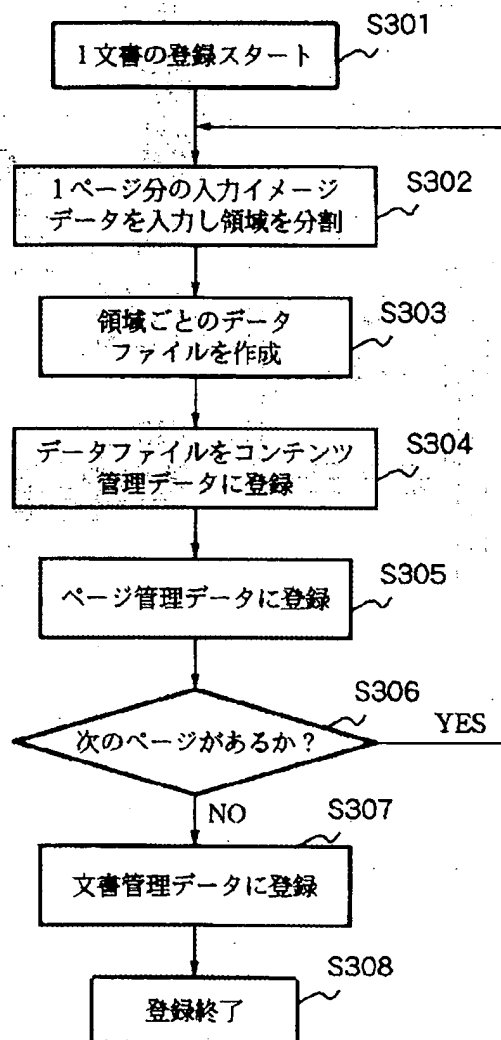 S301
1文書の登録スタート
S302
1ページ分の入力イメージ
データを入力し領域を分割
S303
領域ごとのデータ
ファイルを作成
S304
データファイルをコンテンツ
管理データに登録
S305
ページ管理データに登録
S306
次のページがあるか?
YES
NO
S307
文書管理データに登録
S308
登録終了